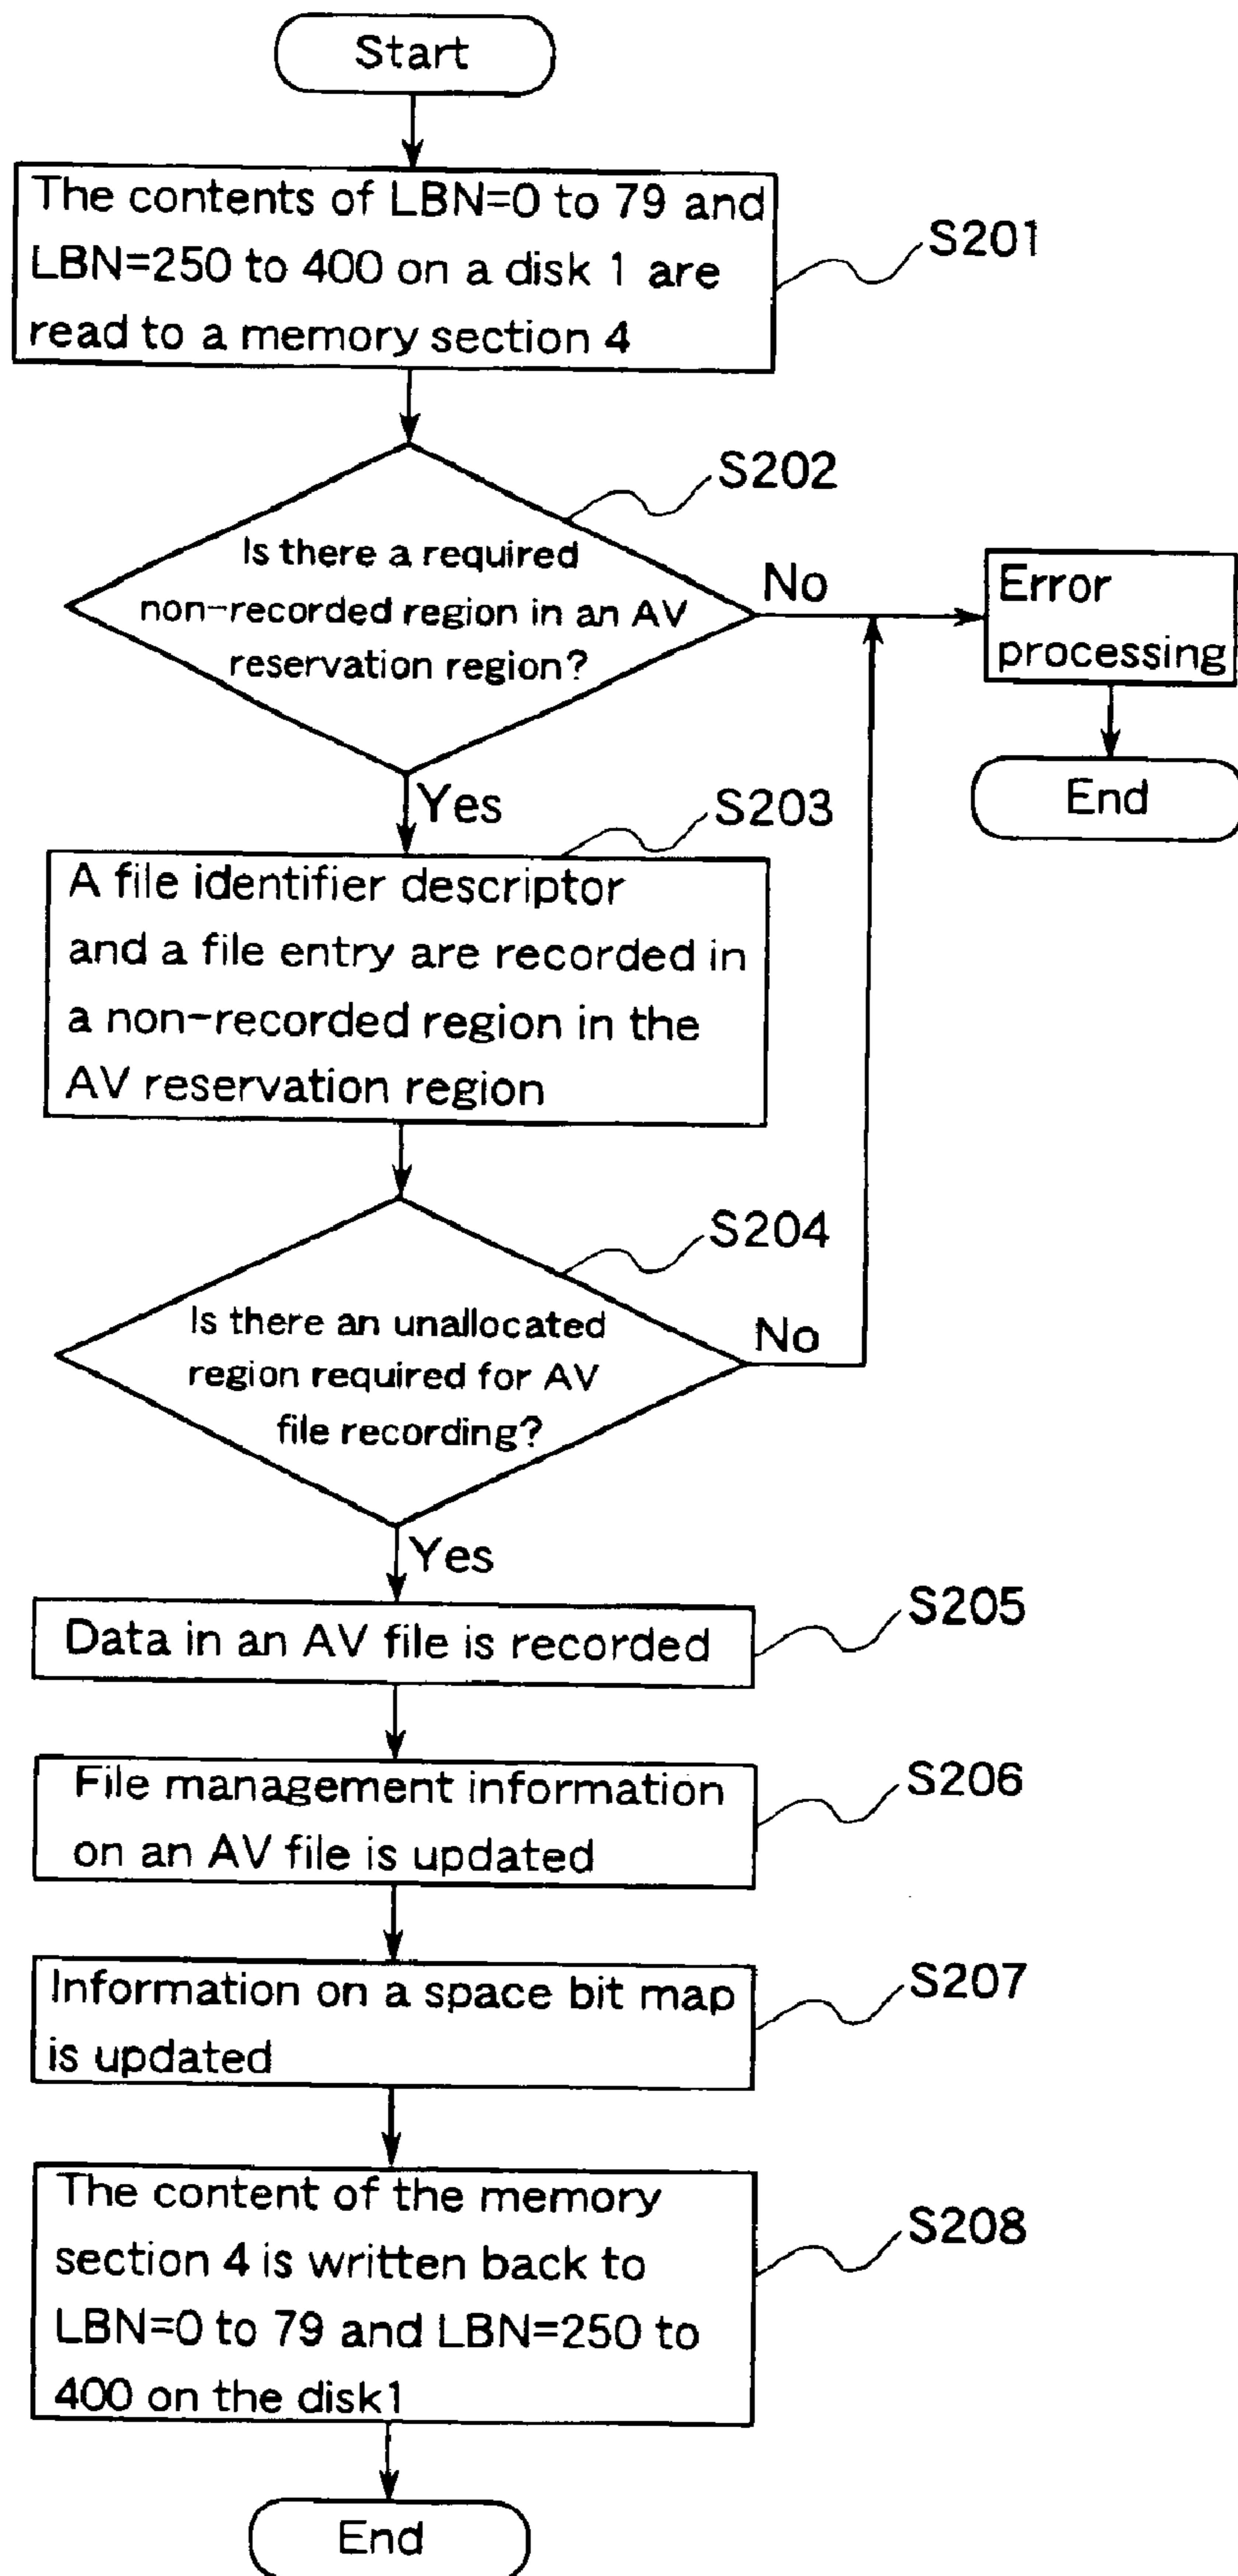 Start
The contents of LBN=0 to 79 and
LBN=250 to 400 on a disk 1 are
read to a memory section 4
S201
S202
Is there a required
non-recorded region in an AV
reservation region?
No
Error
processing
End
Yes
S203
A file identifier descriptor
and a file entry are recorded in
a non-recorded region in the
AV reservation region
S204
Is there an unallocated
region required for AV
file recording?
No
Yes
S205
Data in an AV file is recorded
S206
File management information
on an AV file is updated
S207
Information on a space bit map
is updated
S208
The content of the memory
section 4 is written back to
LBN=0 to 79 and LBN=250 to
400 on the disk1
End